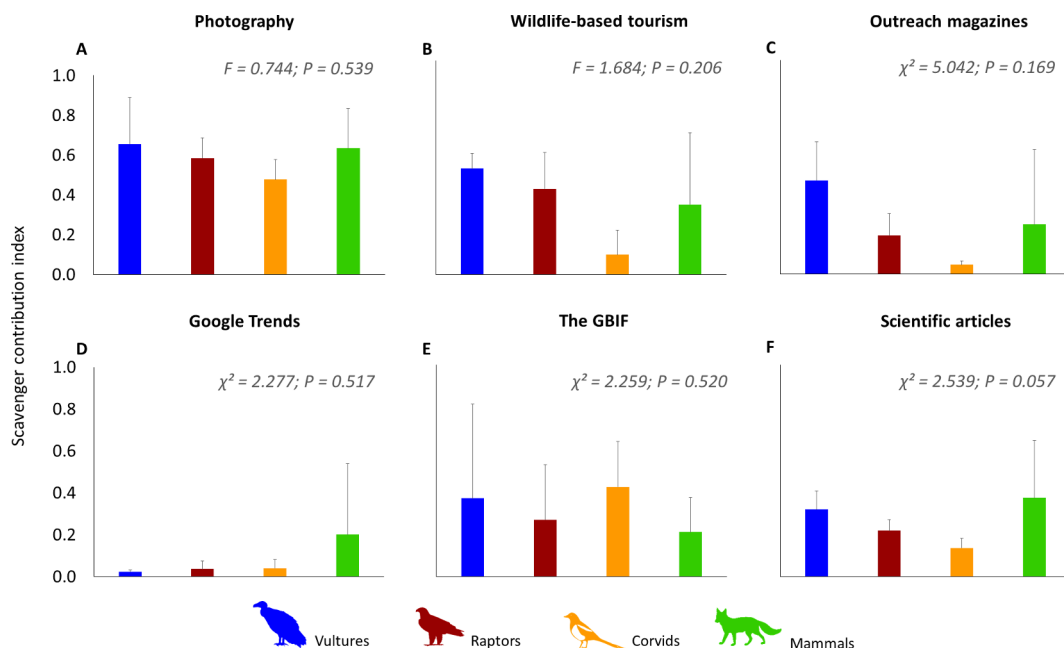 Photography
Wildlife-based tourism
Outreach magazines
A
B
C
F = 0.744; P = 0.539
F = 1.684; P = 0.206
χ² = 5.042; P = 0.169
1.0
0.8
0.6
0.4
0.2
0.0
Scavenger contribution index
Google Trends
The GBIF
Scientific articles
D
E
F
χ² = 2.277; P = 0.517
χ² = 2.259; P = 0.520
χ² = 2.539; P = 0.057
1.0
0.8
0.6
0.4
0.2
0.0
Vultures
Raptors
Corvids
Mammals